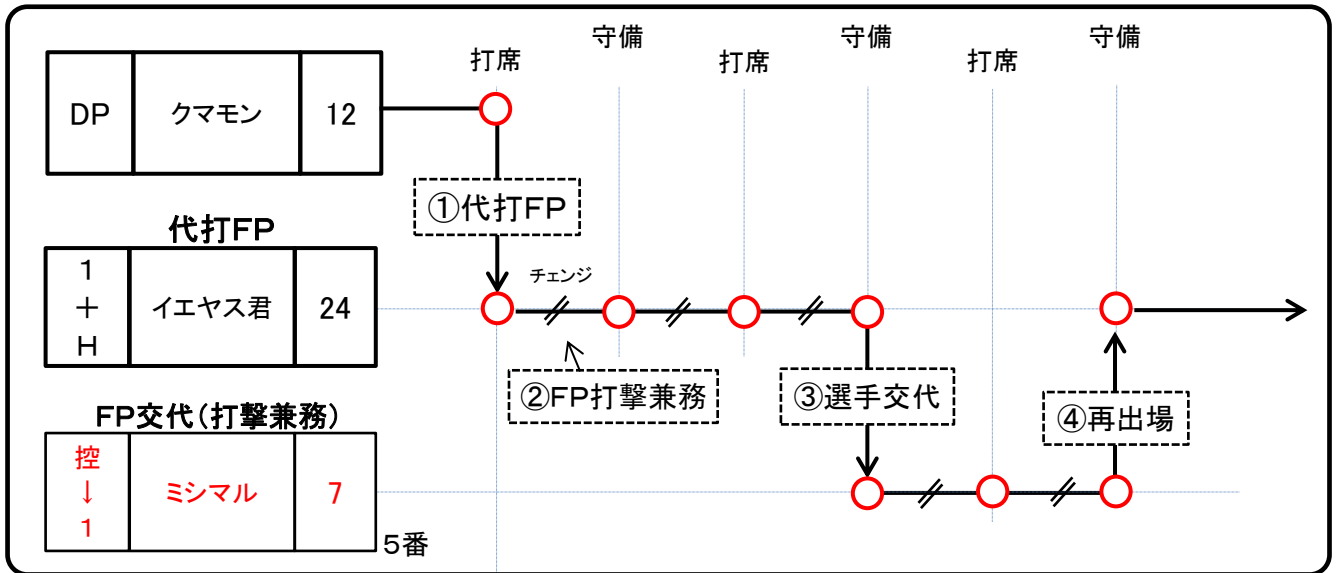 打席
守備
打席
守備
打席
守備
DP
クマモン
12
①代打FP
代打FP
1
+
H
イエヤス君
24
チェンジ
②FP打撃兼務
③選手交代
④再出場
FP交代(打撃兼務)
控
↓
1
ミシマル
7
5番